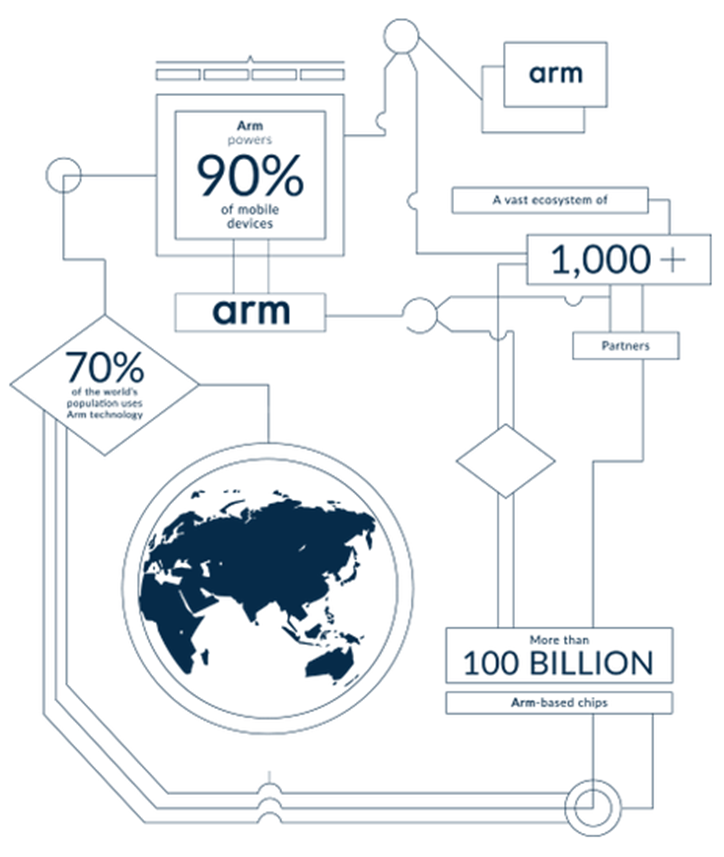 arm
Arm
powers
90%
of mobile
devices
A vast ecosystem of
1,000 +
arm
Partners
70%
of the world's
population uses
Arm technology
More than
100 BILLION
Arm-based chips